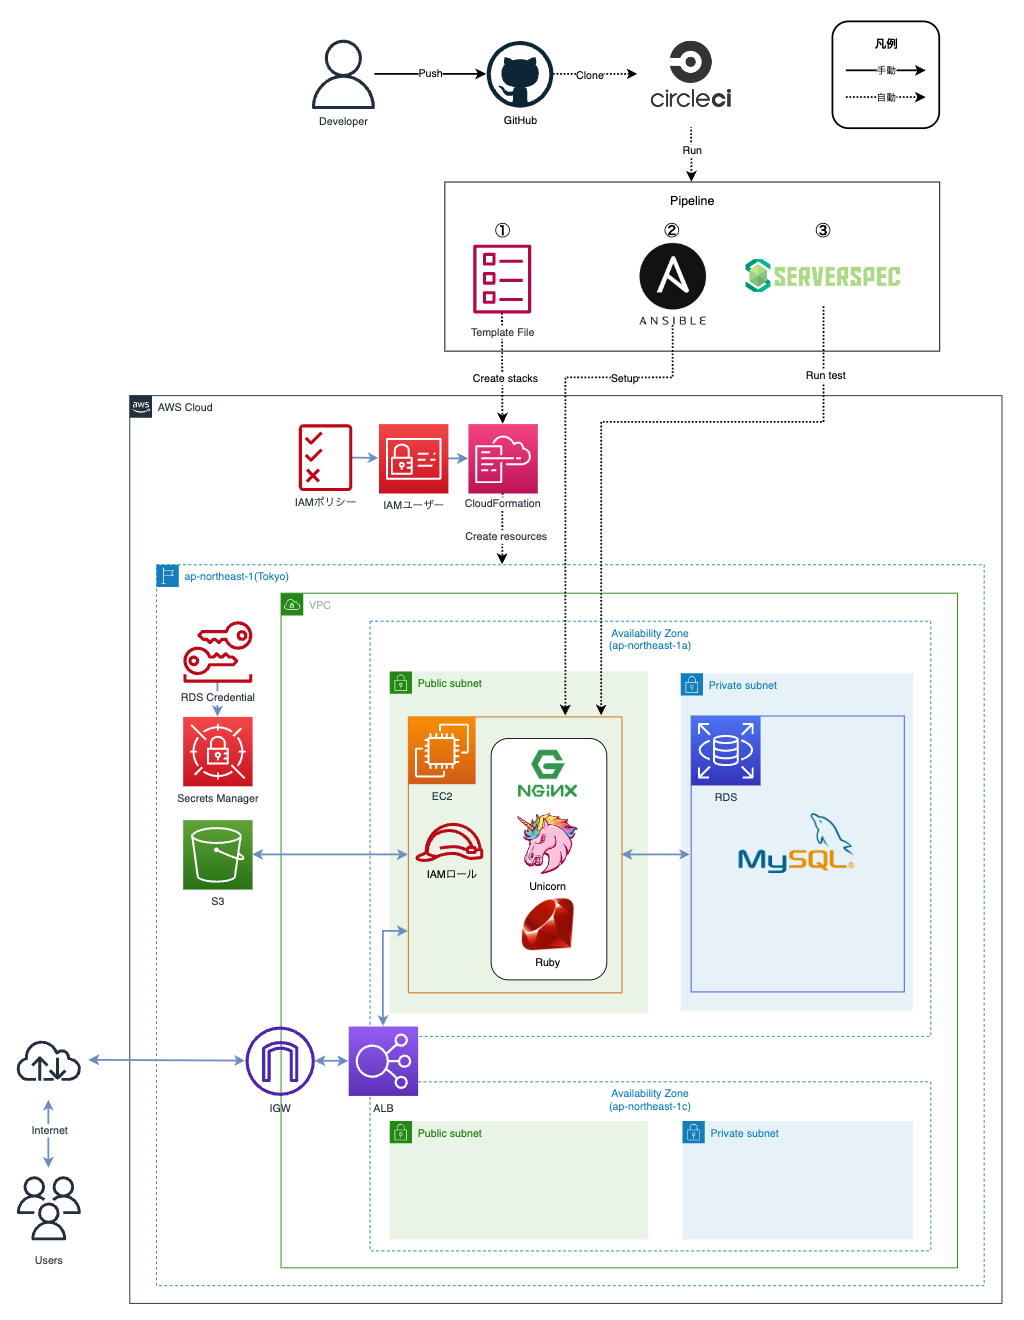 凡例
手動
自動
Push
Clone
Developer
GitHub
circleci
Run
Pipeline
①
②
③
SERVERSPEC
ANSIBLE
Template File
Create stacks
Setup
Run test
aws
AWS Cloud
IAMポリシー
IAMユーザー
CloudFormation
Create resources
ap-northeast-1(Tokyo)
VPC
Availability Zone
(ap-northeast-1a)
Public subnet
Private subnet
RDS Credential
Secrets Manager
S3
EC2
IAMロール
NGiNX
Unicorn
Ruby
RDS
MySQL®
IGW
ALB
Availability Zone
(ap-northeast-1c)
Public subnet
Private subnet
Internet
Users